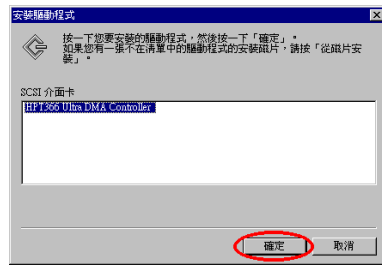 安裝驅動程式
按一下您要安裝的驅動程式，然後按一下「確定」。
如果您有一張不在清單中的驅動程式的安裝磁片，請按「從磁片安
裝」。
SCSI 介面卡
HPT366 Ultra DMA Controller
確定
取消